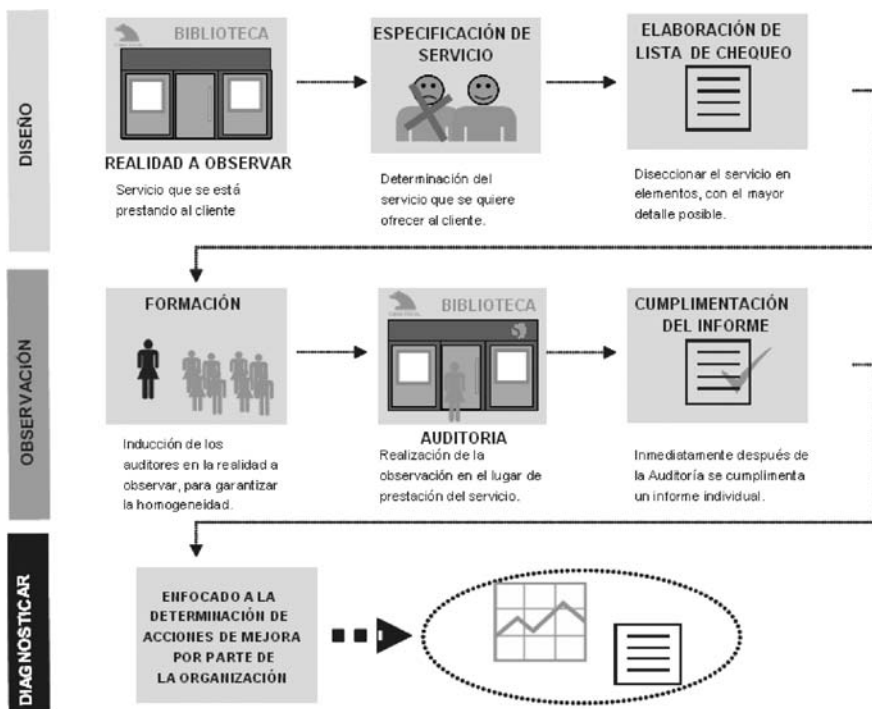 DISEÑO
BIBLIOTECA
REALIDAD A OBSERVAR
Servicio que se está
prestando al cliente
ESPECIFICACIÓN DE
SERVICIO
Determinación del
servicio que se quiere
ofrecer al cliente.
ELABORACIÓN DE
LISTA DE CHEQUEO
Diseccionar el servicio en
elementos, con el mayor
detalle posible.
OBSERVACIÓN
FORMACIÓN
Inducción de los
auditores en la realidad a
observar, para garantizar
la homogeneidad.
BIBLIOTECA
AUDITORIA
Realización de la
observación en el lugar de
prestación del servicio.
CUMPLIMENTACIÓN
DEL INFORME
Inmediatamente después de
la Auditoría se cumplimenta
un informe individual.
DIAGNOSTICAR
ENFOCADO A LA
DETERMINACIÓN DE
ACCIONES DE MEJORA
POR PARTE DE
LA ORGANIZACIÓN